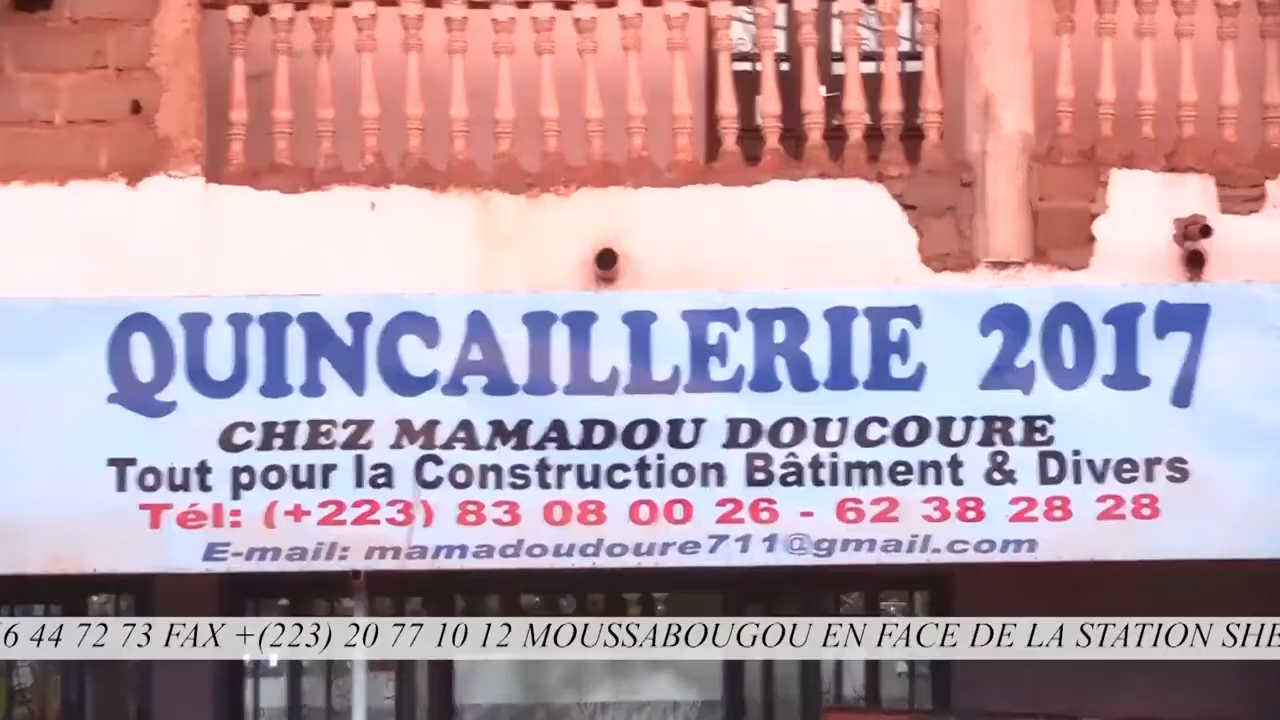 QUINCAILLERIE 2017
CHEZ MAMADOU DOUCOURE
Tout pour la Construction Bâtiment & Divers
Tél: (+223) 83 08 00 26 - 62 38 28 28
E-mail: mamadoudoure711@gmail.com
6 44 72 73 FAX +(223) 20 77 10 12 MOUSSABOUGOU EN FACE DE LA STATION SHE